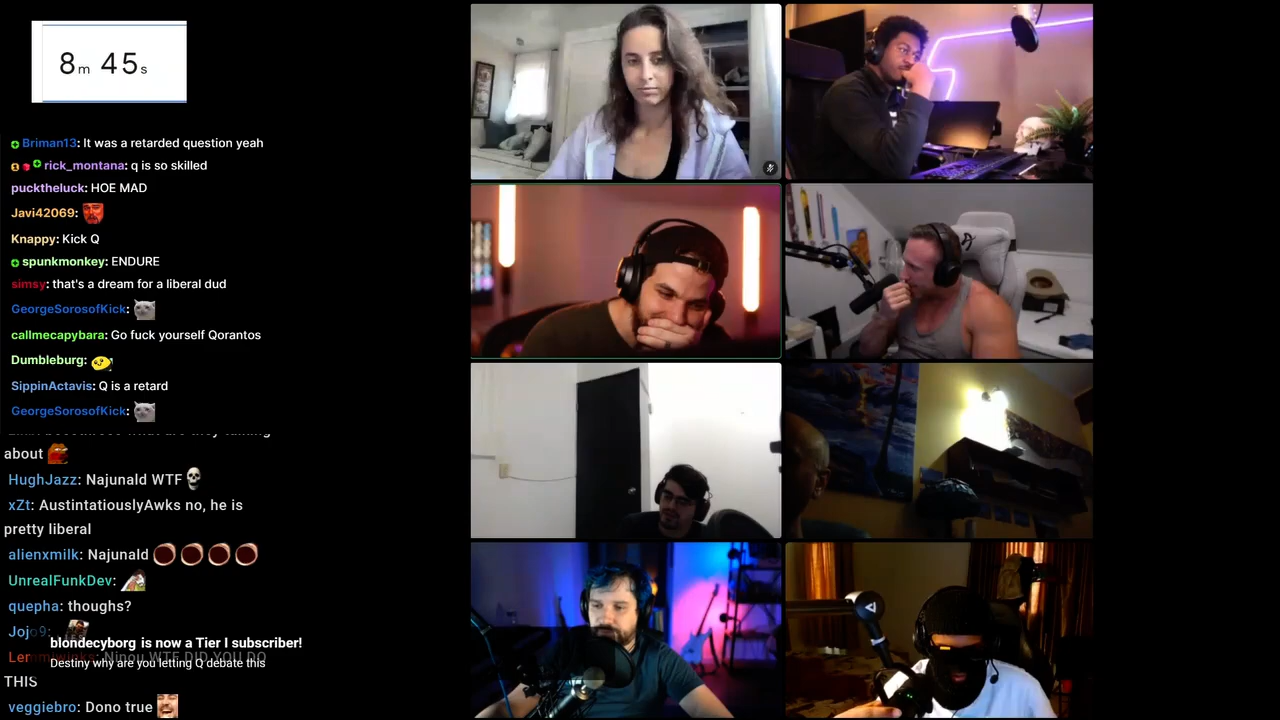 8m 45s
Briman13: It was a retarded question yeah
rick_montana: q is so skilled
pucktheluck: HOE MAD
Javi42069:
Knappy: Kick Q
spunkmonkey: ENDURE
simsy: that's a dream for a liberal dud
GeorgeSorosofKick:
callmecapybara: Go fuck yourself Qorantos
Dumbleburg:
SippinActavis: Q is a retard
GeorgeSorosofKick:
about
HughJazz: Najunald WTF
xZt: AustintatiouslyAwks no, he is
pretty liberal
alienxmilk: Najunald
UnrealFunkDev:
quepha: thoughs?
Jojo9:
blondecyborg is now a Tier I subscriber!
Destiny why are you letting Q debate this
THIS
veggiebro: Dono true